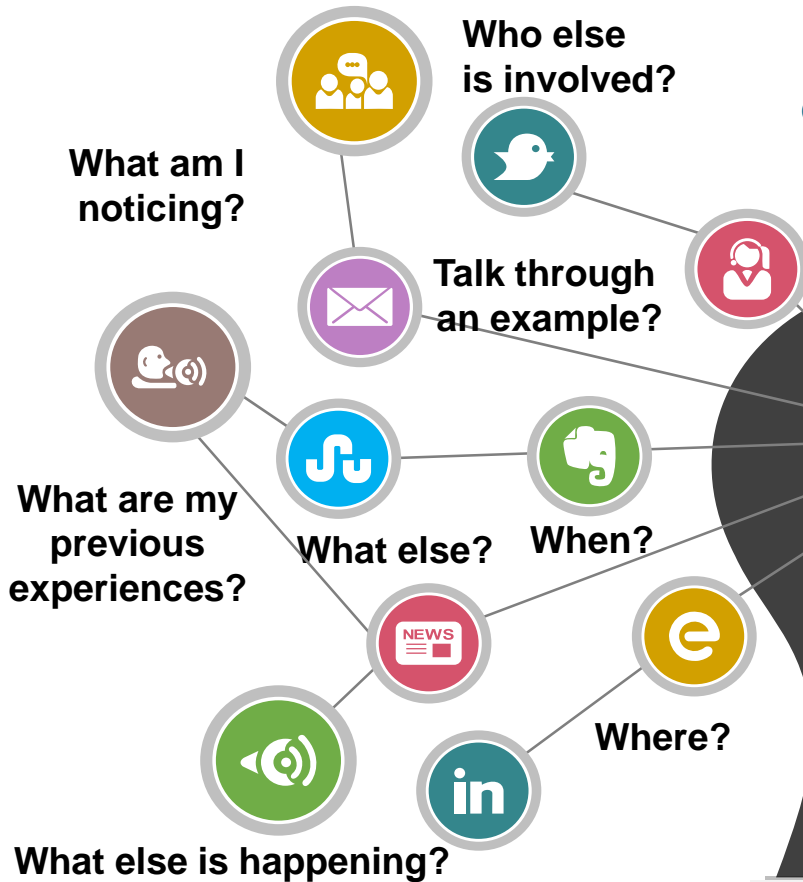 Who else
is involved?
What am I
noticing?
Talk through
an example?
What are my
previous
experiences?
What else?
When?
NEWS
e
Where?
in
What else is happening?